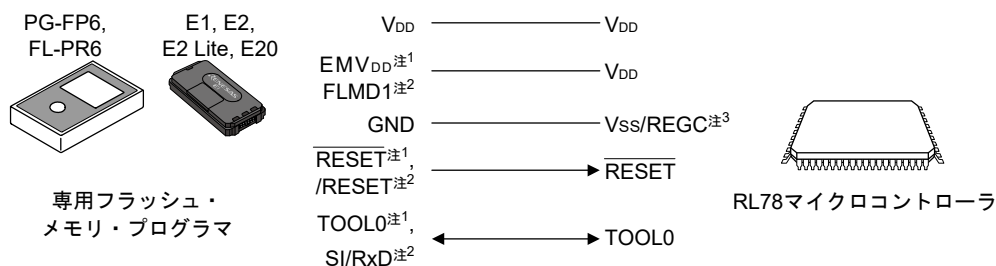 PG-FP6,
FL-PR6
E1, E2,
E2 Lite, E20
専用フラッシュ・
メモリ・プログラマ
VDD
VDD
EMVDD注1
FLMD1注2
VDD
GND
VSS/REGC注3
RESET注1,
/RESET注2
RESET
TOOL0注1,
SI/RxD注2
TOOL0
RL78マイクロコントローラ